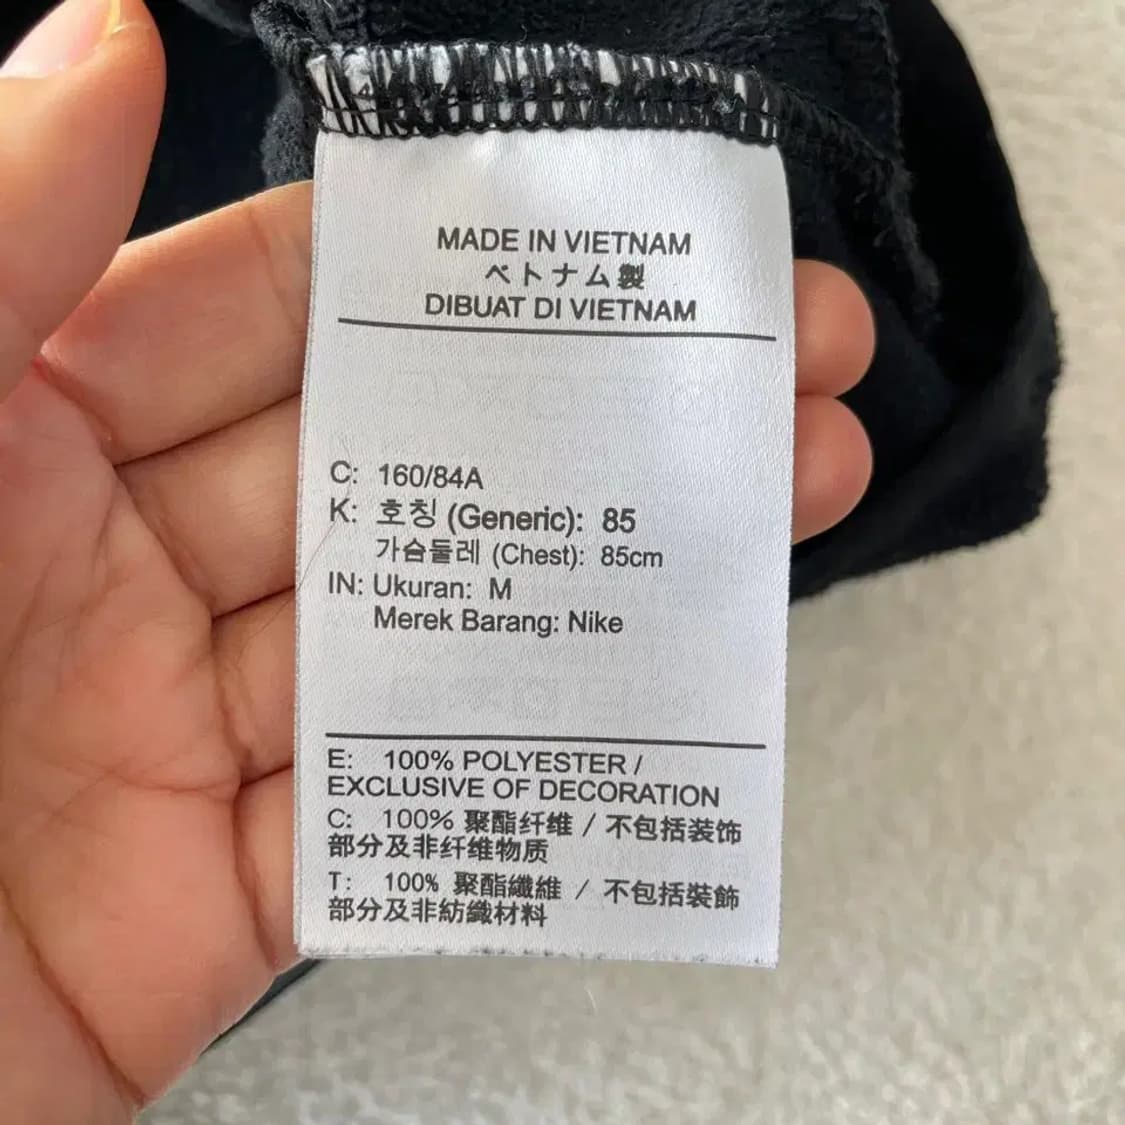 MADE IN VIETNAM
ベトナム製
DIBUAT DI VIETNAM
C: 160/84A
K: 호칭 (Generic): 85
가슴둘레 (Chest): 85cm
IN: Ukuran: M
Merek Barang: Nike
E: 100% POLYESTER /
EXCLUSIVE OF DECORATION
C: 100% 聚酯纤维 / 不包括装饰
部分及非纤维物质
T: 100% 聚酯纖維 / 不包括裝飾
部分及非紡織材料